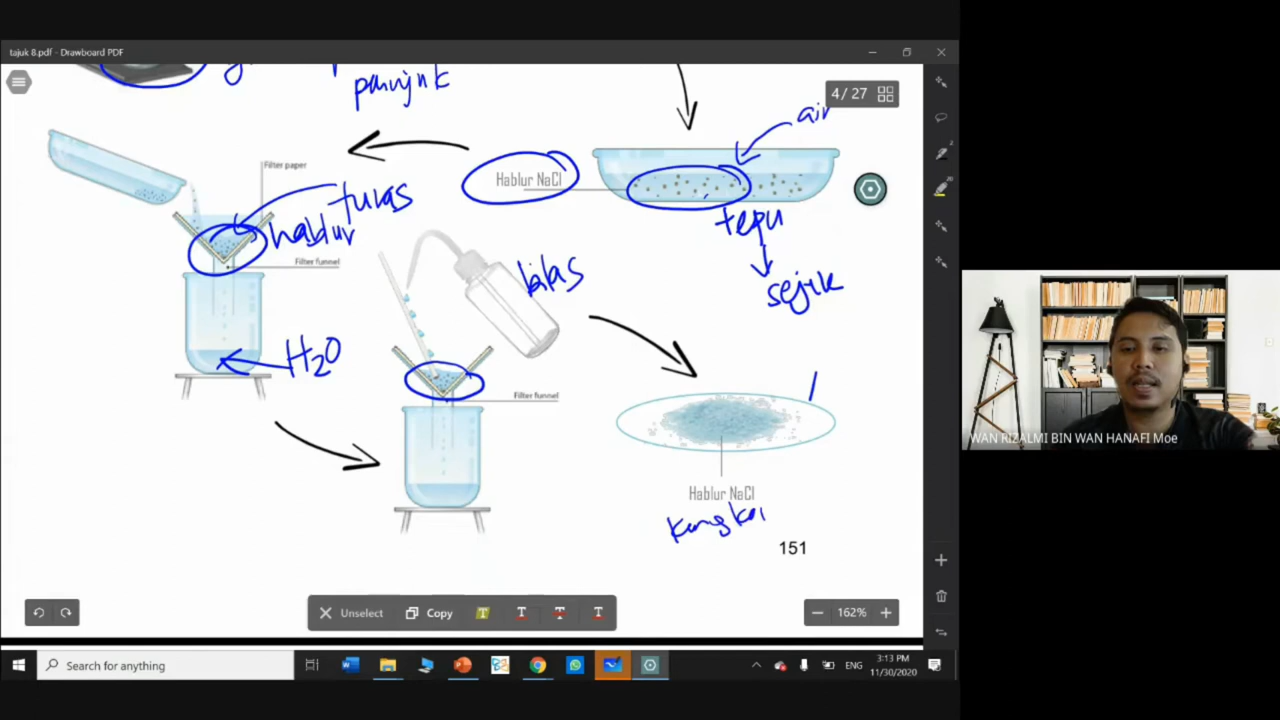 tajuk 8.pdf - Drawboard PDF
panjnk
4/27
air
Filter paper
Hablur NaCl
turas
tepu
hablur
Filter funnel
bilas
sejuk
H₂O
Filter funnel
WAN RIZALMI BIN WAN HANAFI Moe
Hablur NaCl
151
Unselect
Copy
T T T T
162%
Search for anything
ENG
3:13 PM
11/30/2020